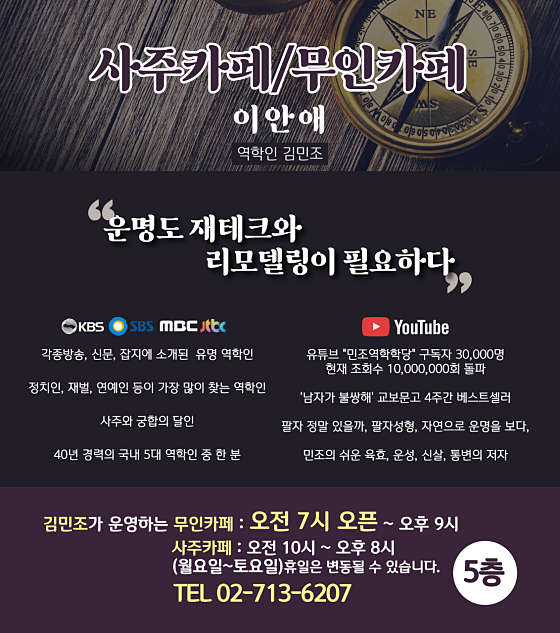 NE
SE
SW
사주카페/무인카페
이안애
역학인 김민조
“운명도 재테크와
리모델링이 필요하다”
KBS SBS MBC jtbc
YouTube
각종방송, 신문, 잡지에 소개된 유명 역학인
정치인, 재벌, 연예인 등이 가장 많이 찾는 역학인
사주와 궁합의 달인
40년 경력의 국내 5대 역학인 중 한 분
유튜브 "민조역학학당" 구독자 30,000명
현재 조회수 10,000,000회 돌파
'남자가 불쌍해' 교보문고 4주간 베스트셀러
팔자 정말 있을까, 팔자성형, 자연으로 운명을 보다,
민조의 쉬운 육효, 운성, 신살, 통변의 저자
김민조가 운영하는 무인카페 : 오전 7시 오픈 ~ 오후 9시
사주카페 : 오전 10시 ~ 오후 8시
(월요일~토요일)휴일은 변동될 수 있습니다.
TEL 02-713-6207
5층